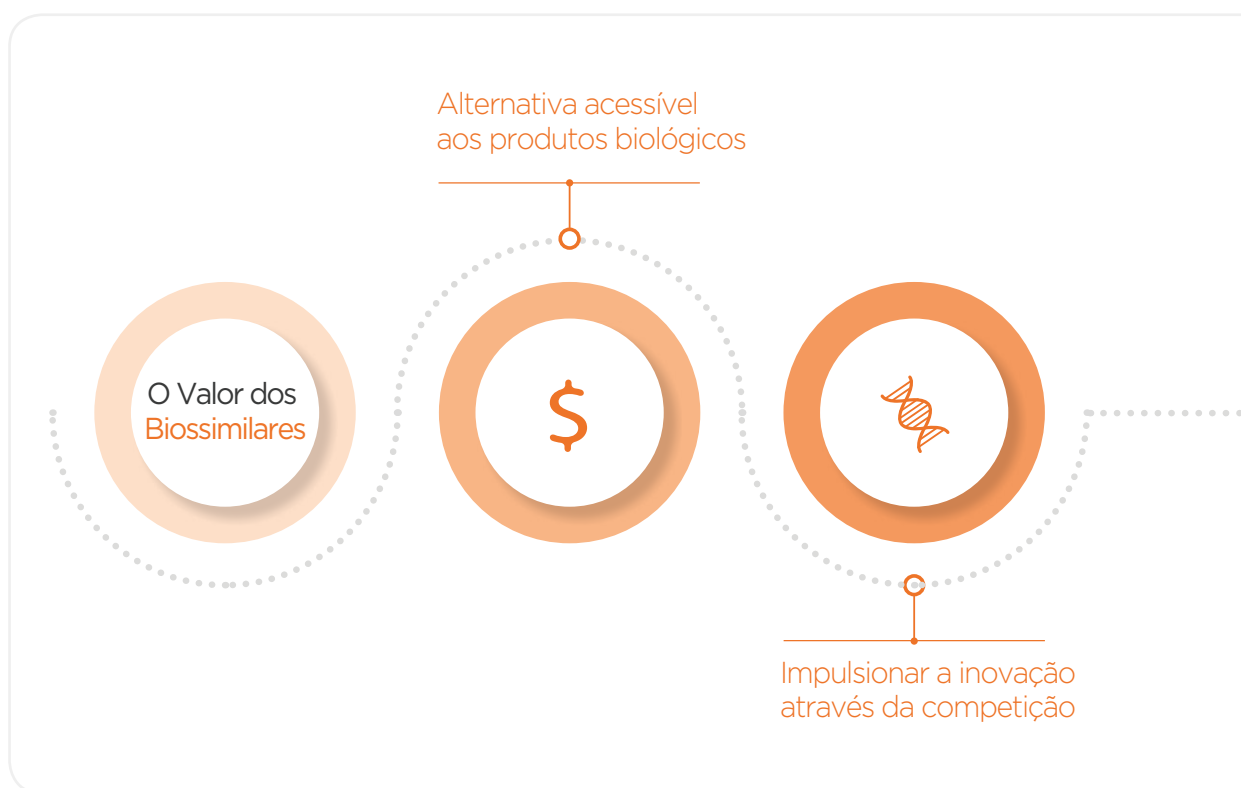 Alternativa acessível
aos produtos biológicos
O Valor dos
Biossimilares
$
Impulsionar a inovação
através da competição